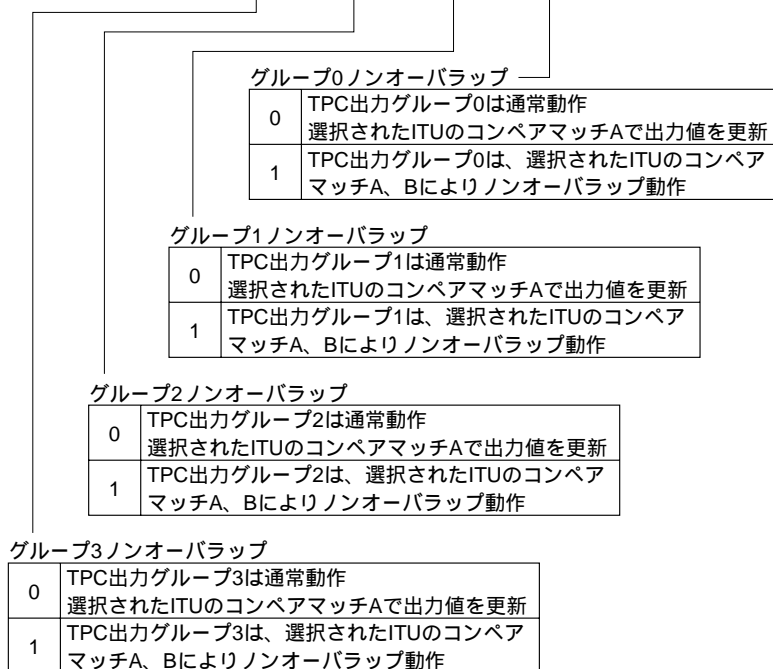 グループ0ノンオーバラップ
0
TPC出力グループ0は通常動作
選択されたITUのコンペアマッチAで出力値を更新
1
TPC出力グループ0は、選択されたITUのコンペア
マッチA、Bによりノンオーバラップ動作
グループ1ノンオーバラップ
0
TPC出力グループ1は通常動作
選択されたITUのコンペアマッチAで出力値を更新
1
TPC出力グループ1は、選択されたITUのコンペア
マッチA、Bによりノンオーバラップ動作
グループ2ノンオーバラップ
0
TPC出力グループ2は通常動作
選択されたITUのコンペアマッチAで出力値を更新
1
TPC出力グループ2は、選択されたITUのコンペア
マッチA、Bによりノンオーバラップ動作
グループ3ノンオーバラップ
0
TPC出力グループ3は通常動作
選択されたITUのコンペアマッチAで出力値を更新
1
TPC出力グループ3は、選択されたITUのコンペア
マッチA、Bによりノンオーバラップ動作